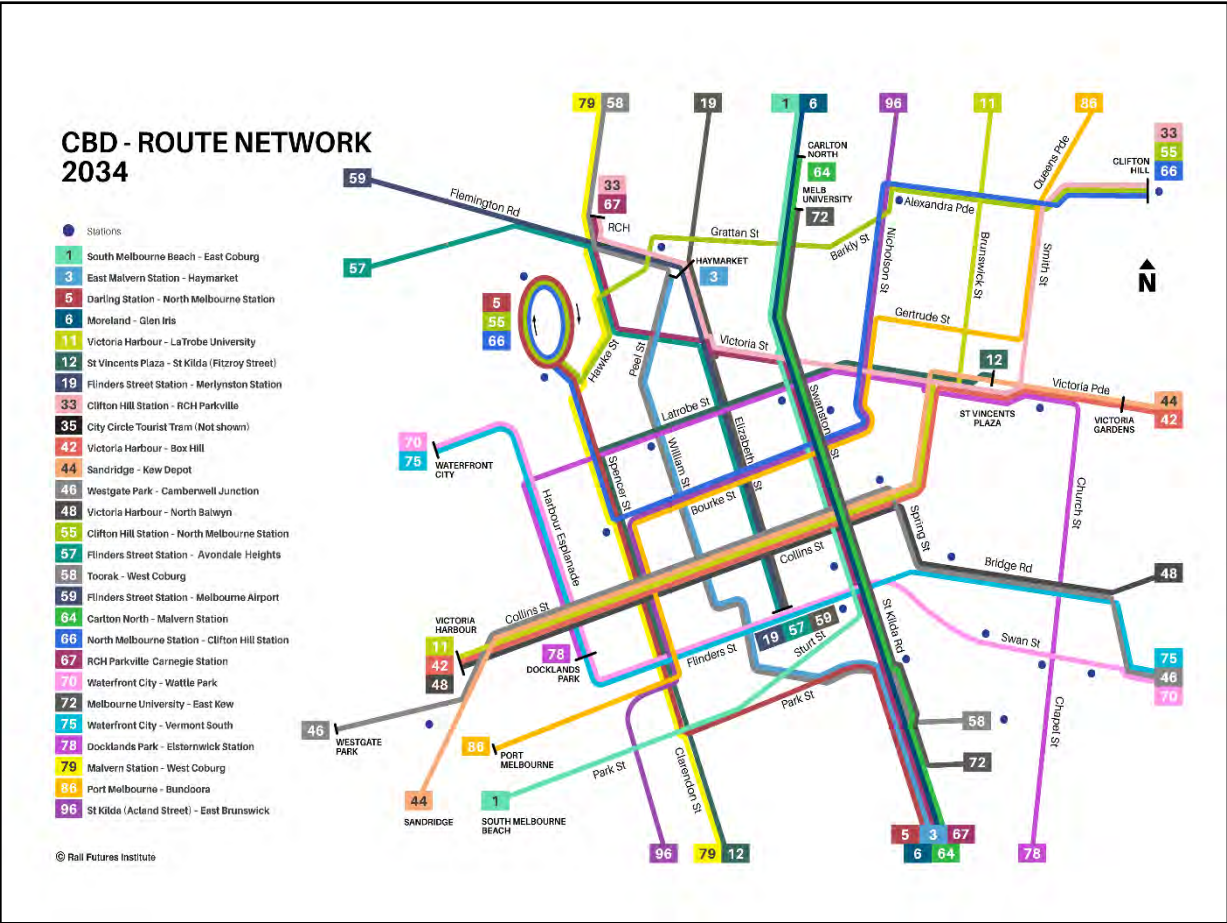 CBD - ROUTE NETWORK
2034
Stations
1 South Melbourne Beach - East Coburg
3 East Malvern Station - Haymarket
5 Darling Station - North Melbourne Station
6 Moreland - Glen Iris
11 Victoria Harbour - LaTrobe University
12 St Vincents Plaza - St Kilda (Fitzroy Street)
19 Flinders Street Station - Merlynston Station
33 Clifton Hill Station - RCH Parkville
35 City Circle Tourist Tram (Not shown)
42 Victoria Harbour - Box Hill
44 Sandridge - Kew Depot
46 Westgate Park - Camberwell Junction
48 Victoria Harbour - North Balwyn
55 Clifton Hill Station - North Melbourne Station
57 Flinders Street Station - Avondale Heights
58 Toorak - West Coburg
59 Flinders Street Station - Melbourne Airport
64 Carlton North - Malvern Station
66 North Melbourne Station - Clifton Hill Station
67 RCH Parkville Carnegie Station
70 Waterfront City - Wattle Park
72 Melbourne University - East Kew
75 Waterfront City - Vermont South
78 Docklands Park - Elsternwick Station
79 Malvern Station - West Coburg
86 Port Melbourne - Bundoora
96 St Kilda (Acland Street) - East Brunswick
© Rail Futures Institute
79 58
19
1 6
96
11
86
33
55
66
CLIFTON
HILL
CARLTON
NORTH
64
MELB
UNIVERSITY
72
59
57
Flemington Rd
33
67
RCH
Grattan St
Barkly St
HAYMARKET
3
Alexandra Pde
Queens Pde
Nicholson St
Brunswick St
Smith St
Gertrude St
N
5
55
66
Hawke St
Peel St
Victoria St
12
ST VINCENTS
PLAZA
Victoria Pde
VICTORIA
GARDENS
44
42
Latrobe St
Swanston St
Elizabeth St
William St
Spencer St
Bourke St
70
75
WATERFRONT
CITY
Harbour Esplanade
Collins St
Collins St
Spring St
Church St
Bridge Rd
48
VICTORIA
HARBOUR
11
42
48
78
DOCKLANDS
PARK
Flinders St
19 57 59
Sturt St
St Kilda Rd
Swan St
75
46
70
Park St
58
72
Chapel St
46
WESTGATE
PARK
86
PORT
MELBOURNE
Park St
Clarendon St
44
SANDRIDGE
1
SOUTH MELBOURNE
BEACH
96
79 12
5 3 67
6 64
78